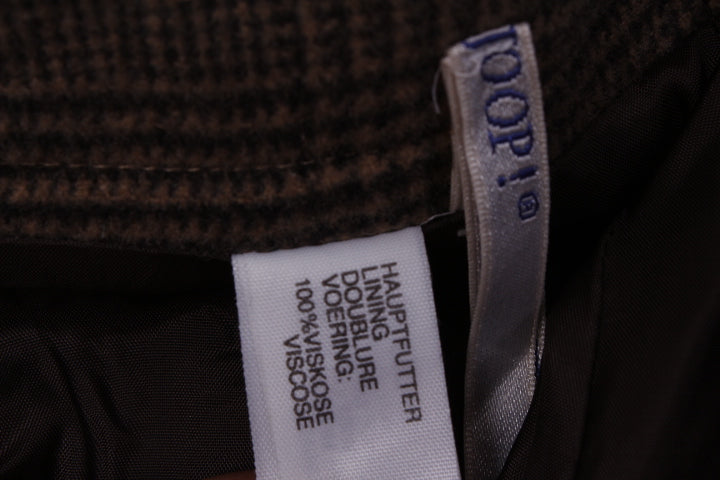 JOOP! ®
HAUPTFUTTER
LINING
DOUBLURE
VOERING:
100%VISKOSE
VISCOSE